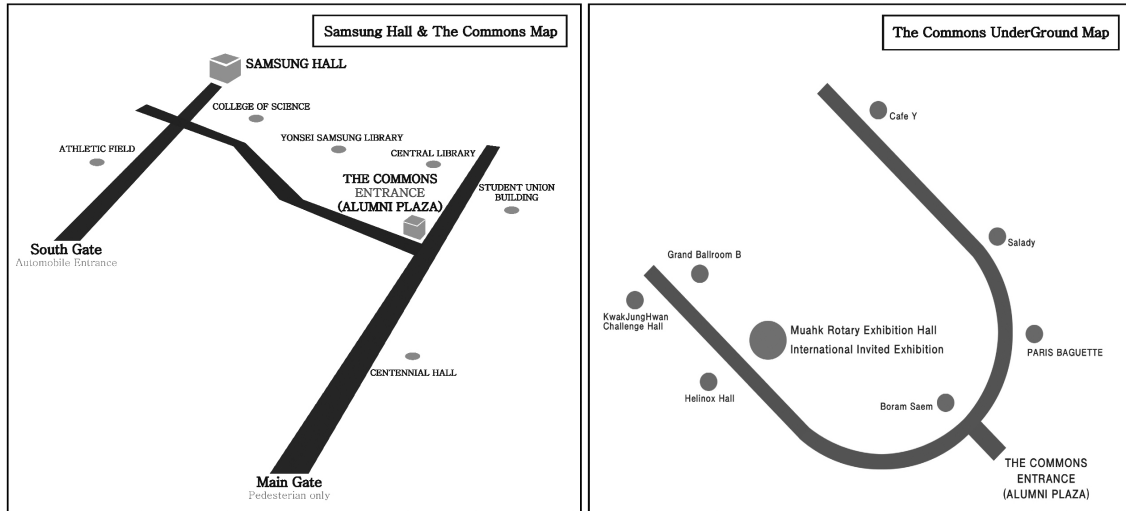 Samsung Hall & The Commons Map
SAMSUNG HALL
COLLEGE OF SCIENCE
YONSEI SAMSUNG LIBRARY
ATHLETIC FIELD
CENTRAL LIBRARY
THE COMMONS
ENTRANCE
(ALUMNI PLAZA)
STUDENT UNION
BUILDING
South Gate
Automobile Entrance
CENTENNIAL HALL
Main Gate
Pedesterian only
The Commons UnderGround Map
Cafe Y
Salady
Grand Ballroom B
KwakJungHwan
Challenge Hall
Muahk Rotary Exhibition Hall
International Invited Exhibition
PARIS BAGUETTE
Helinox Hall
Boram Saem
THE COMMONS
ENTRANCE
(ALUMNI PLAZA)